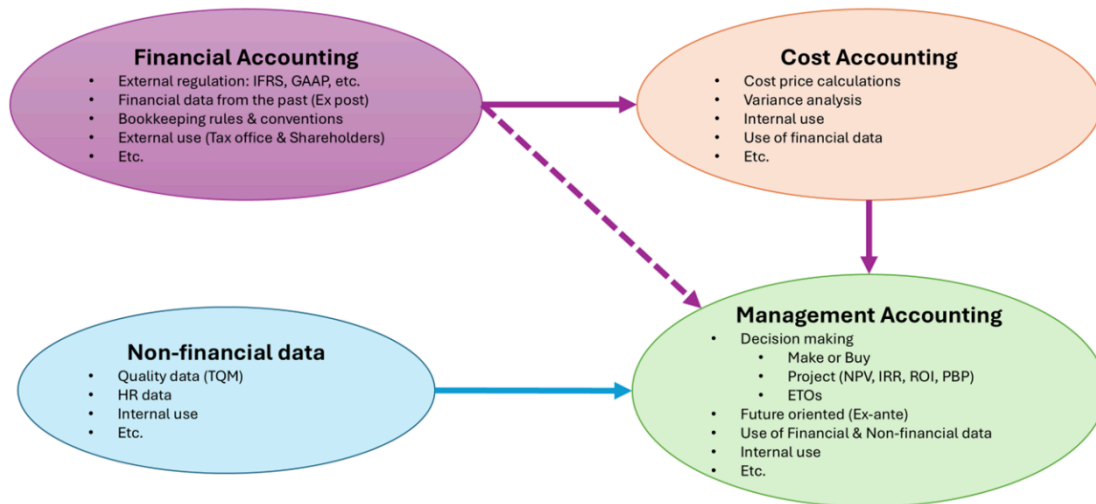 Financial Accounting
• External regulation: IFRS, GAAP, etc.
• Financial data from the past (Ex post)
• Bookkeeping rules & conventions
• External use (Tax office & Shareholders)
• Etc.
Cost Accounting
• Cost price calculations
• Variance analysis
• Internal use
• Use of financial data
• Etc.
Non-financial data
• Quality data (TQM)
• HR data
• Internal use
• Etc.
Management Accounting
• Decision making
• Make or Buy
• Project (NPV, IRR, ROI, PBP)
• ETOs
• Future oriented (Ex-ante)
• Use of Financial & Non-financial data
• Internal use
• Etc.